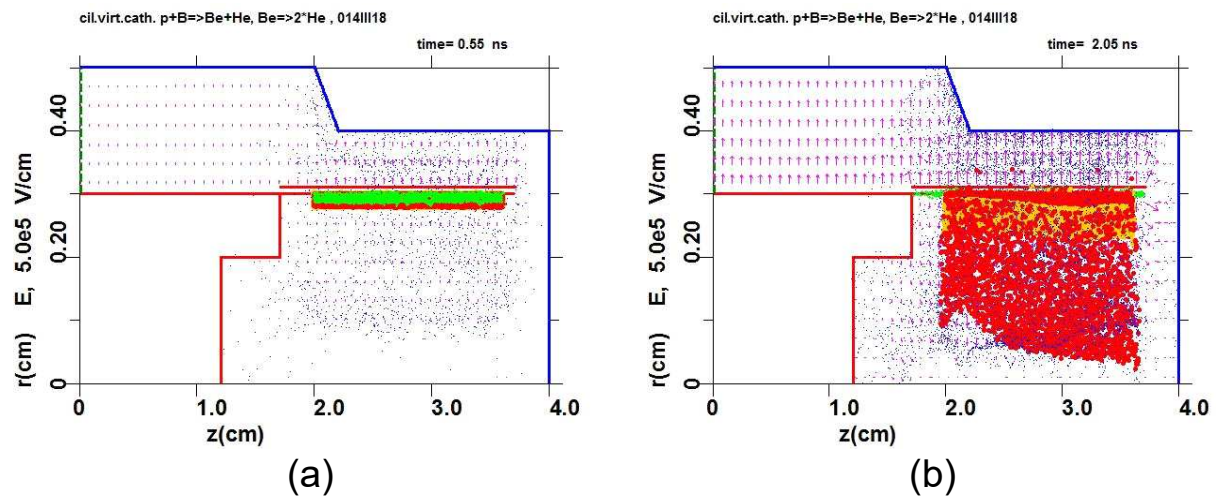 cil.virt.cath. p+B=>Be+He, Be=>2*He , 014III18
time= 0.55 ns
r(cm) E, 5.0e5 V/cm
0.40
0.20
0
0 1.0 2.0 3.0 4.0
z(cm)
(a)
cil.virt.cath. p+B=>Be+He, Be=>2*He , 014III18
time= 2.05 ns
r(cm) E, 5.0e5 V/cm
0.40
0.20
0
0 1.0 2.0 3.0 4.0
z(cm)
(b)